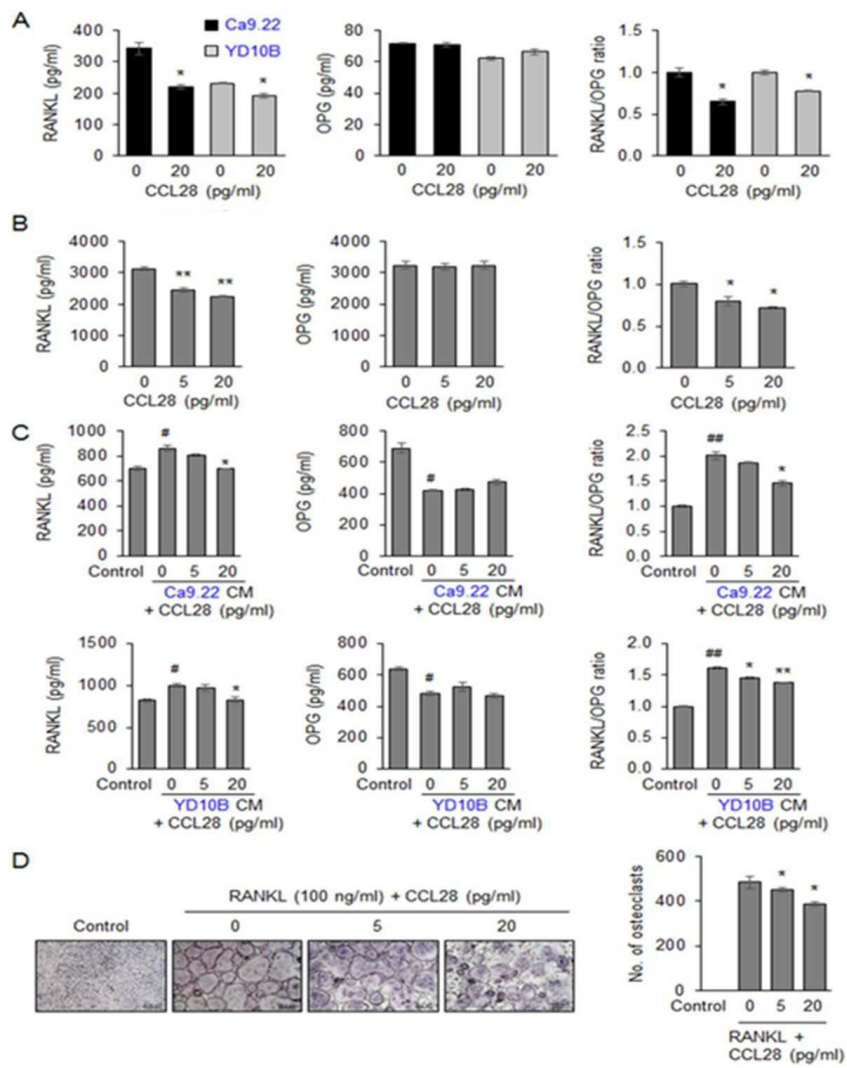 A
RANKL (pg/ml)
400
300
200
100
0
Ca9.22
YD10B
*
*
0 20 0 20
CCL28 (pg/ml)
OPG (pg/ml)
80
60
40
20
0
0 20 0 20
CCL28 (pg/ml)
RANKL/OPG ratio
1.5
1.0
0.5
0.0
*
*
0 20 0 20
CCL28 (pg/ml)
B
RANKL (pg/ml)
4000
3000
2000
1000
0
**
**
0 5 20
CCL28 (pg/ml)
OPG (pg/ml)
4000
3000
2000
1000
0
0 5 20
CCL28 (pg/ml)
RANKL/OPG ratio
1.5
1.0
0.5
0.0
*
*
0 5 20
CCL28 (pg/ml)
C
RANKL (pg/ml)
1000
800
600
400
200
0
#
*
Control 0 5 20
Ca9.22 CM
+ CCL28 (pg/ml)
OPG (pg/ml)
800
600
400
200
0
#
Control 0 5 20
Ca9.22 CM
+ CCL28 (pg/ml)
RANKL/OPG ratio
2.5
2.0
1.5
1.0
0.5
0.0
##
*
Control 0 5 20
Ca9.22 CM
+ CCL28 (pg/ml)
RANKL (pg/ml)
1500
1000
500
0
#
*
Control 0 5 20
YD10B CM
+ CCL28 (pg/ml)
OPG (pg/ml)
800
600
400
200
0
#
Control 0 5 20
YD10B CM
+ CCL28 (pg/ml)
RANKL/OPG ratio
2.0
1.5
1.0
0.5
0.0
##
*
**
Control 0 5 20
YD10B CM
+ CCL28 (pg/ml)
D
RANKL (100 ng/ml) + CCL28 (pg/ml)
Control 0 5 20
No. of osteoclasts
600
400
200
0
*
*
Control 0 5 20
RANKL +
CCL28 (pg/ml)